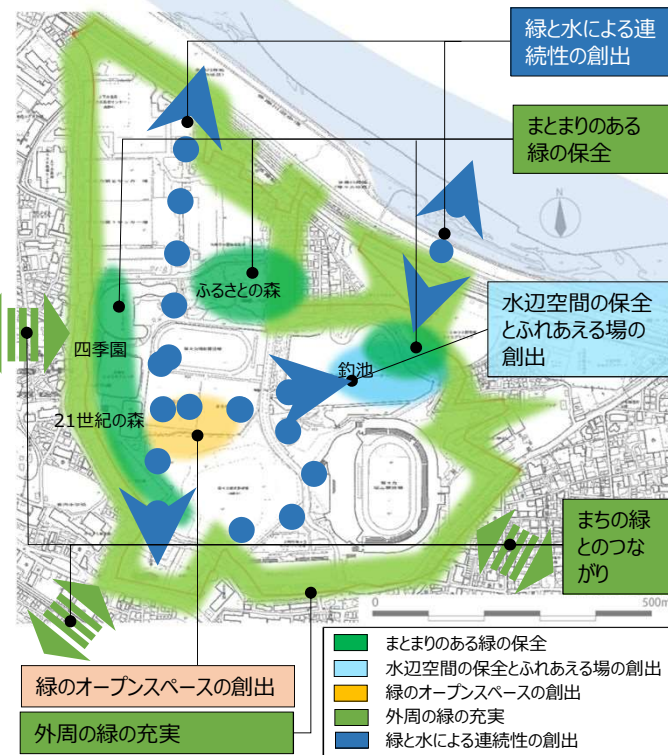 緑と水による連
続性の創出
まとまりのある
緑の保全
N
ふるさとの森
水辺空間の保全
とふれあえる場の
創出
四季園
釣池
21世紀の森
まちの緑
とのつな
がり
0
500m
緑のオープンスペースの創出
外周の緑の充実
まとまりのある緑の保全
水辺空間の保全とふれあえる場の創出
緑のオープンスペースの創出
外周の緑の充実
緑と水による連続性の創出